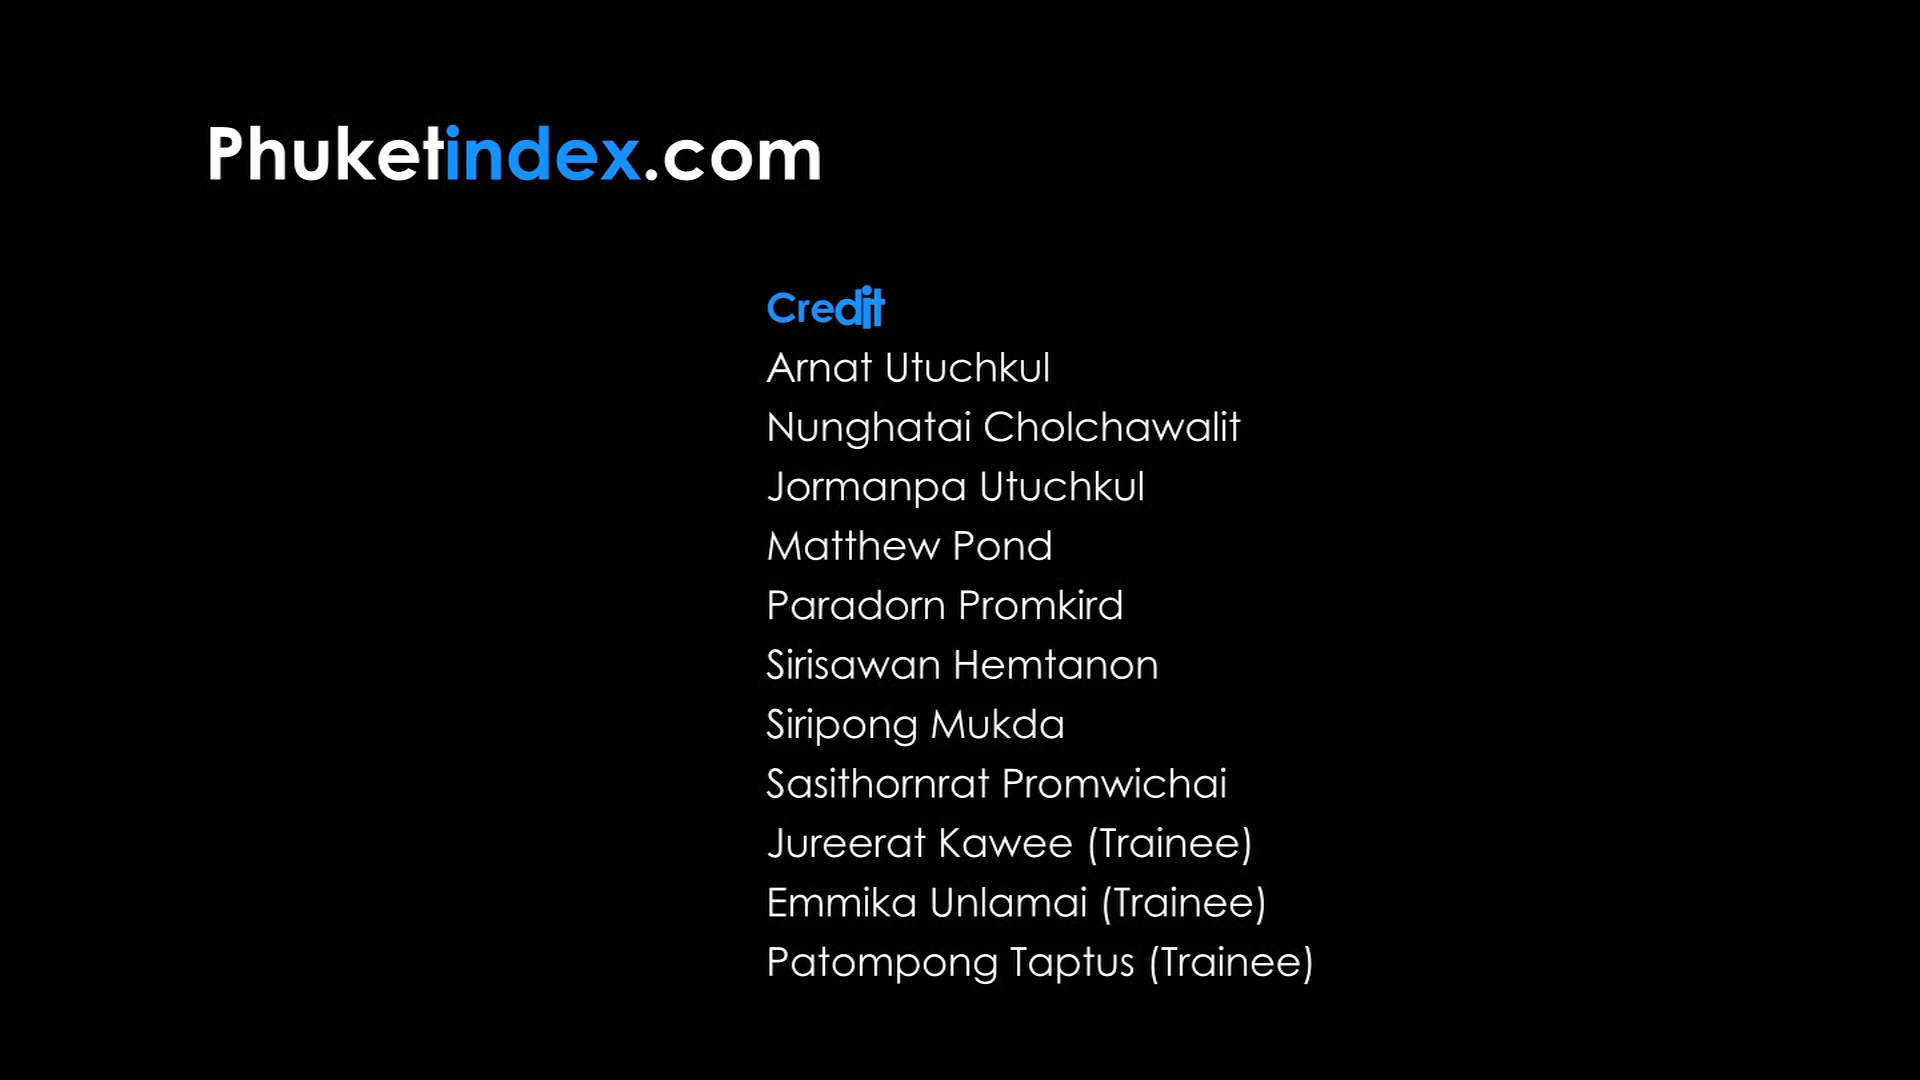 Phuketindex.com
Credit
Arnat Utuchkul
Nunghatai Cholchawalit
Jormanpa Utuchkul
Matthew Pond
Paradorn Promkird
Sirisawan Hemtanon
Siripong Mukda
Sasithornrat Promwichai
Jureerat Kawee (Trainee)
Emmika Unlamai (Trainee)
Patompong Taptus (Trainee)